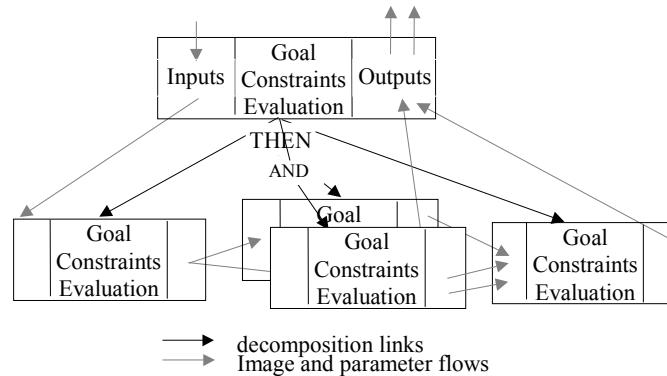 Goal
Inputs
Constraints
Outputs
Evaluation
THEN
AND
Goal
Constraints
Evaluation
Goal
Goal
Constraints
Evaluation
Goal
Constraints
Evaluation
decomposition links
Image and parameter flows